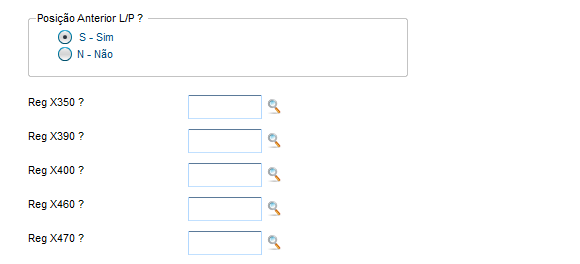 Posição Anterior L/P ?
S - Sim
N - Não
Reg X350 ?
Reg X390 ?
Reg X400 ?
Reg X460 ?
Reg X470 ?